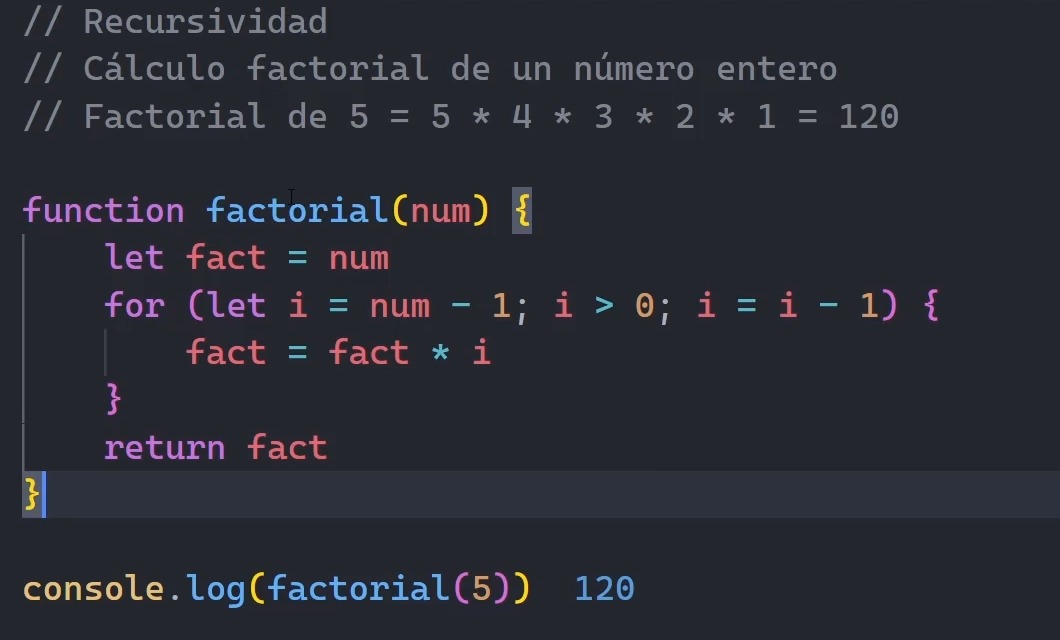 // Recursividad
// Cálculo factorial de un número entero
// Factorial de 5 = 5 * 4 * 3 * 2 * 1 = 120
function factorial(num) {
    let fact = num
    for (let i = num - 1; i > 0; i = i - 1) {
        fact = fact * i
    }
    return fact
}
console.log(factorial(5))  120